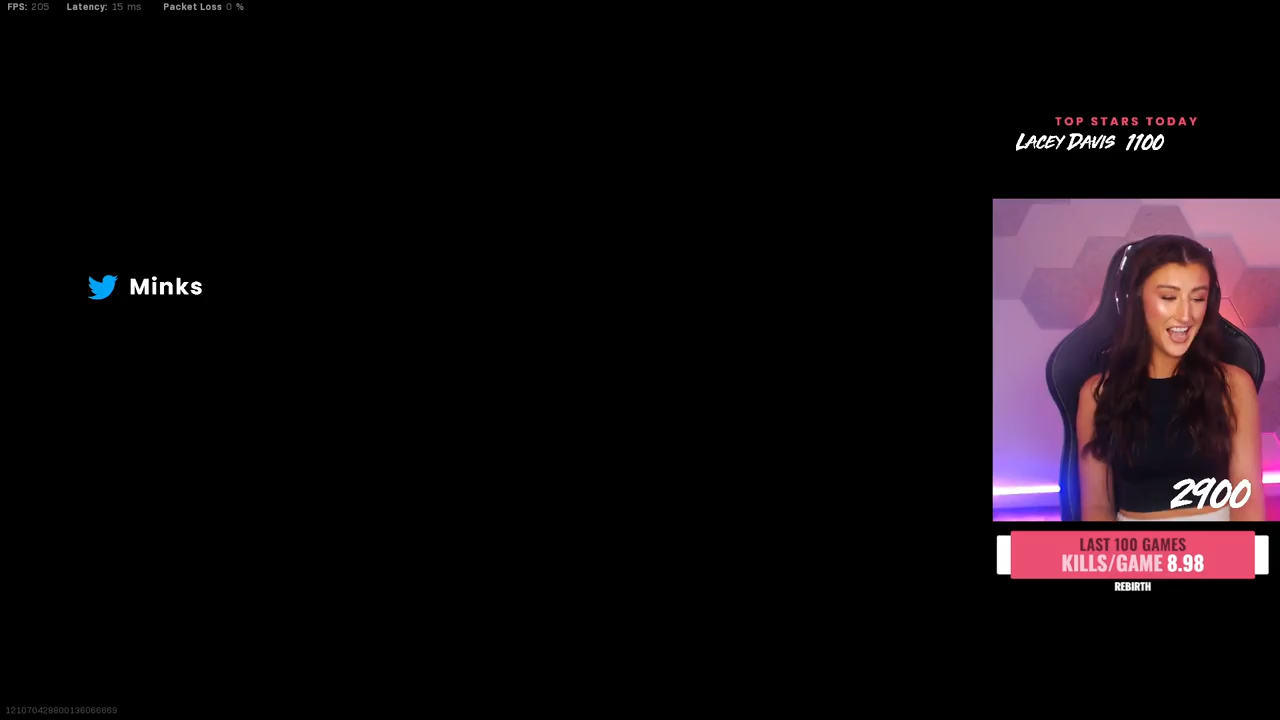 FPS: 205 Latency: 15 ms Packet Loss 0 %
TOP STARS TODAY
LACEY DAVIS 1100
Minks
2900
LAST 100 GAMES
KILLS/GAME 8.98
REBIRTH
121070428800136066669